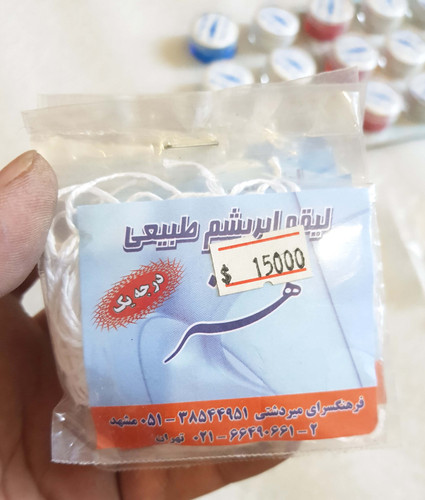 لیقه ابریشم طبیعی
$ 15000
هنر
درجه یک
فرهنگسرای میردشتی ۳۸۵۴۴۹۵۱ - ۰۵۱ مشهد
۰۲۱ - ۶۶۴۹۰۶۶۱ - ۲ تهران